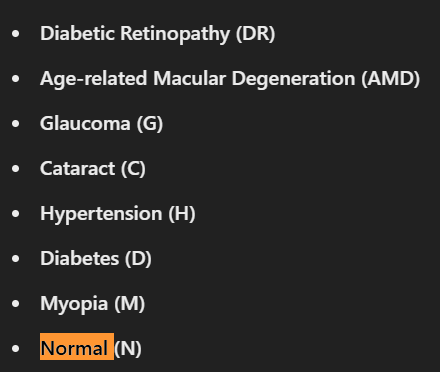 • Diabetic Retinopathy (DR)
• Age-related Macular Degeneration (AMD)
• Glaucoma (G)
• Cataract (C)
• Hypertension (H)
• Diabetes (D)
• Myopia (M)
• Normal (N)